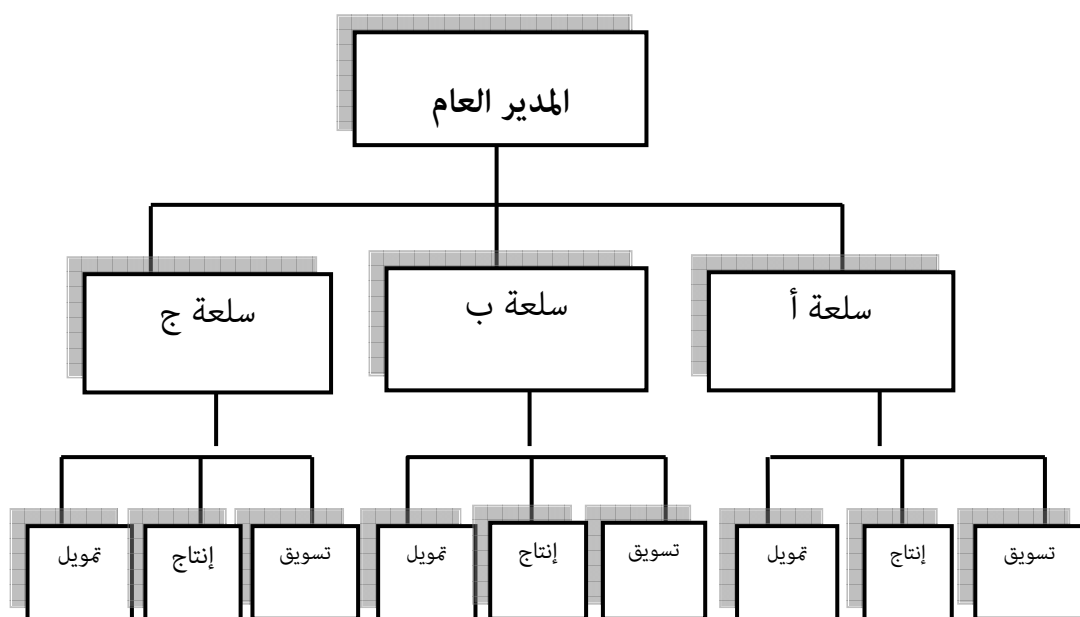 المدير العام
سلعة أ
سلعة ب
سلعة ج
تسويق
إنتاج
تمويل
تسويق
إنتاج
تمويل
تسويق
إنتاج
تمويل